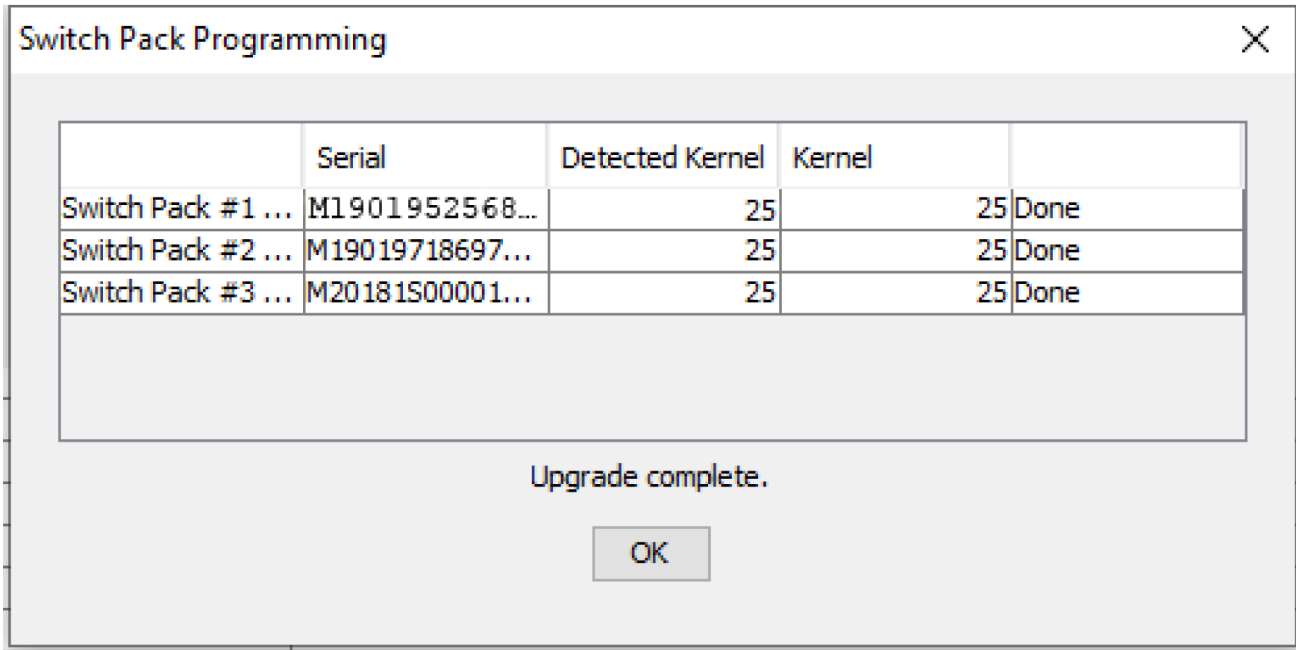 Switch Pack Programming
Serial Detected Kernel Kernel
Switch Pack #1 ... M1901952568... 25 25 Done
Switch Pack #2 ... M19019718697... 25 25 Done
Switch Pack #3 ... M20181S00001... 25 25 Done
Upgrade complete.
OK